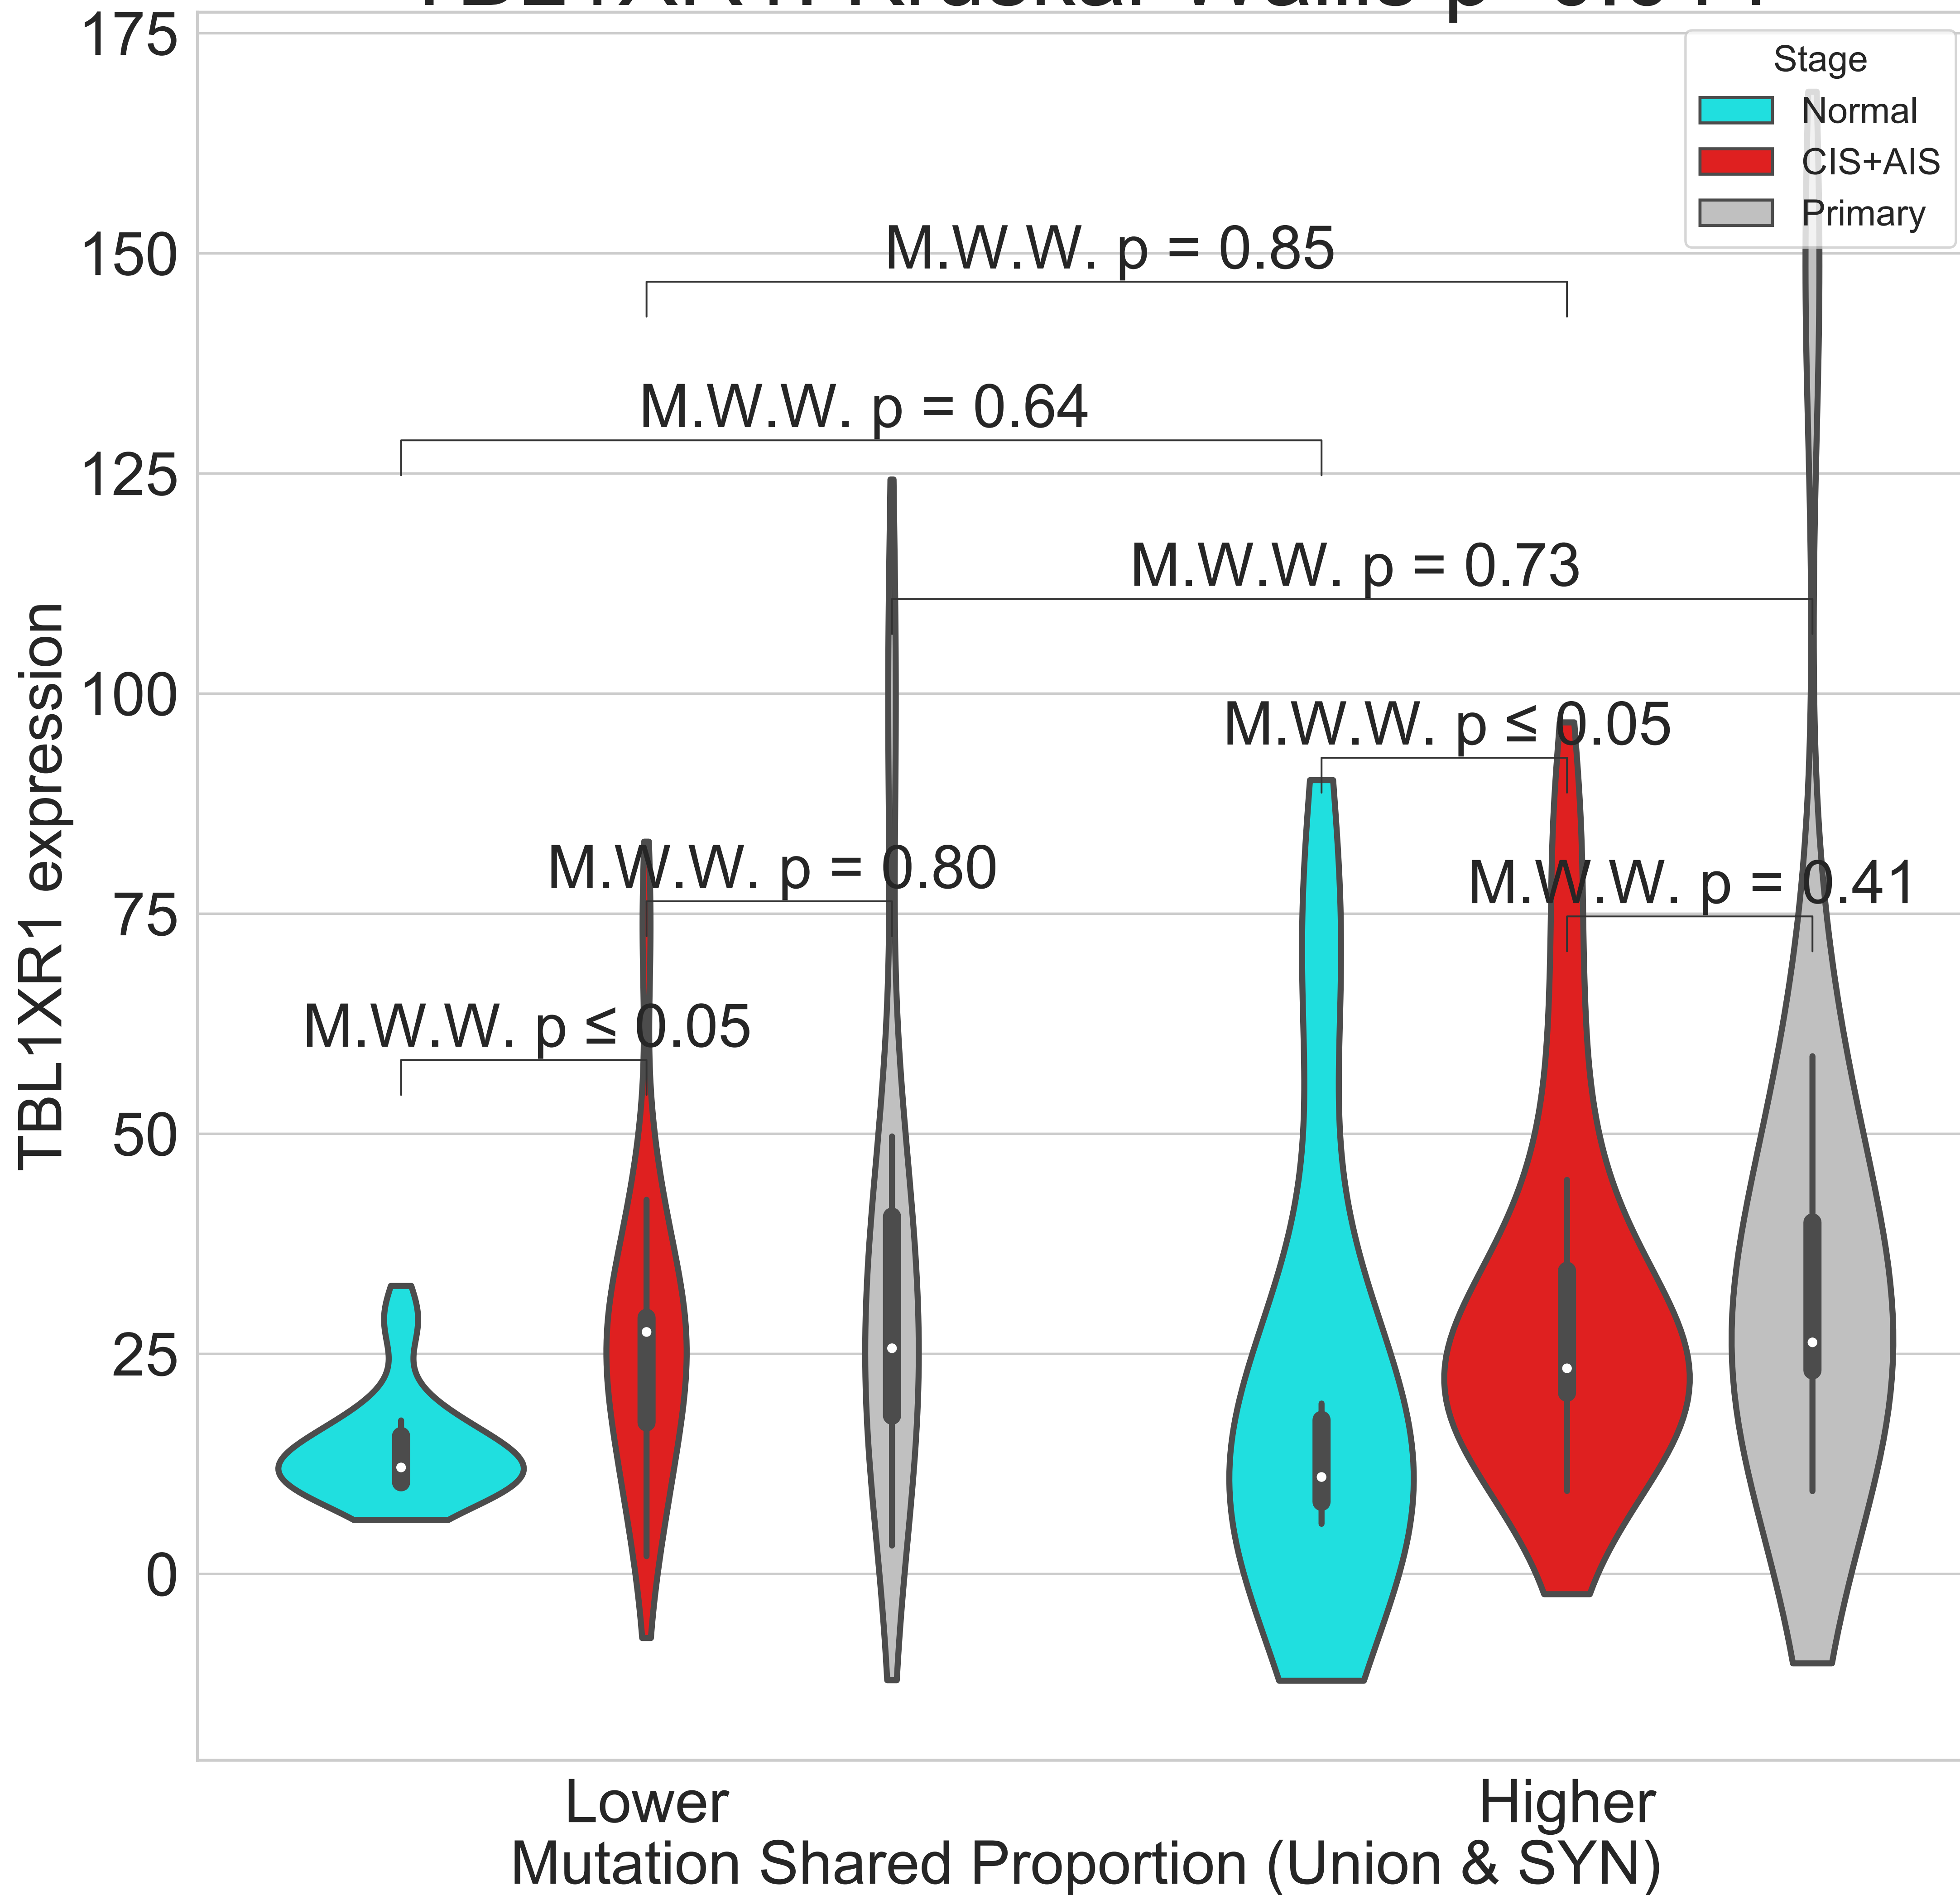 175
150
125
100
75
50
25
0
TBL1XR1 expression
Stage
Normal
CIS+AIS
Primary
M.W.W. p = 0.85
M.W.W. p = 0.64
M.W.W. p = 0.73
M.W.W. p ≤ 0.05
M.W.W. p = 0.80
M.W.W. p = 0.41
M.W.W. p ≤ 0.05
Lower
Higher
Mutation Shared Proportion (Union & SYN)